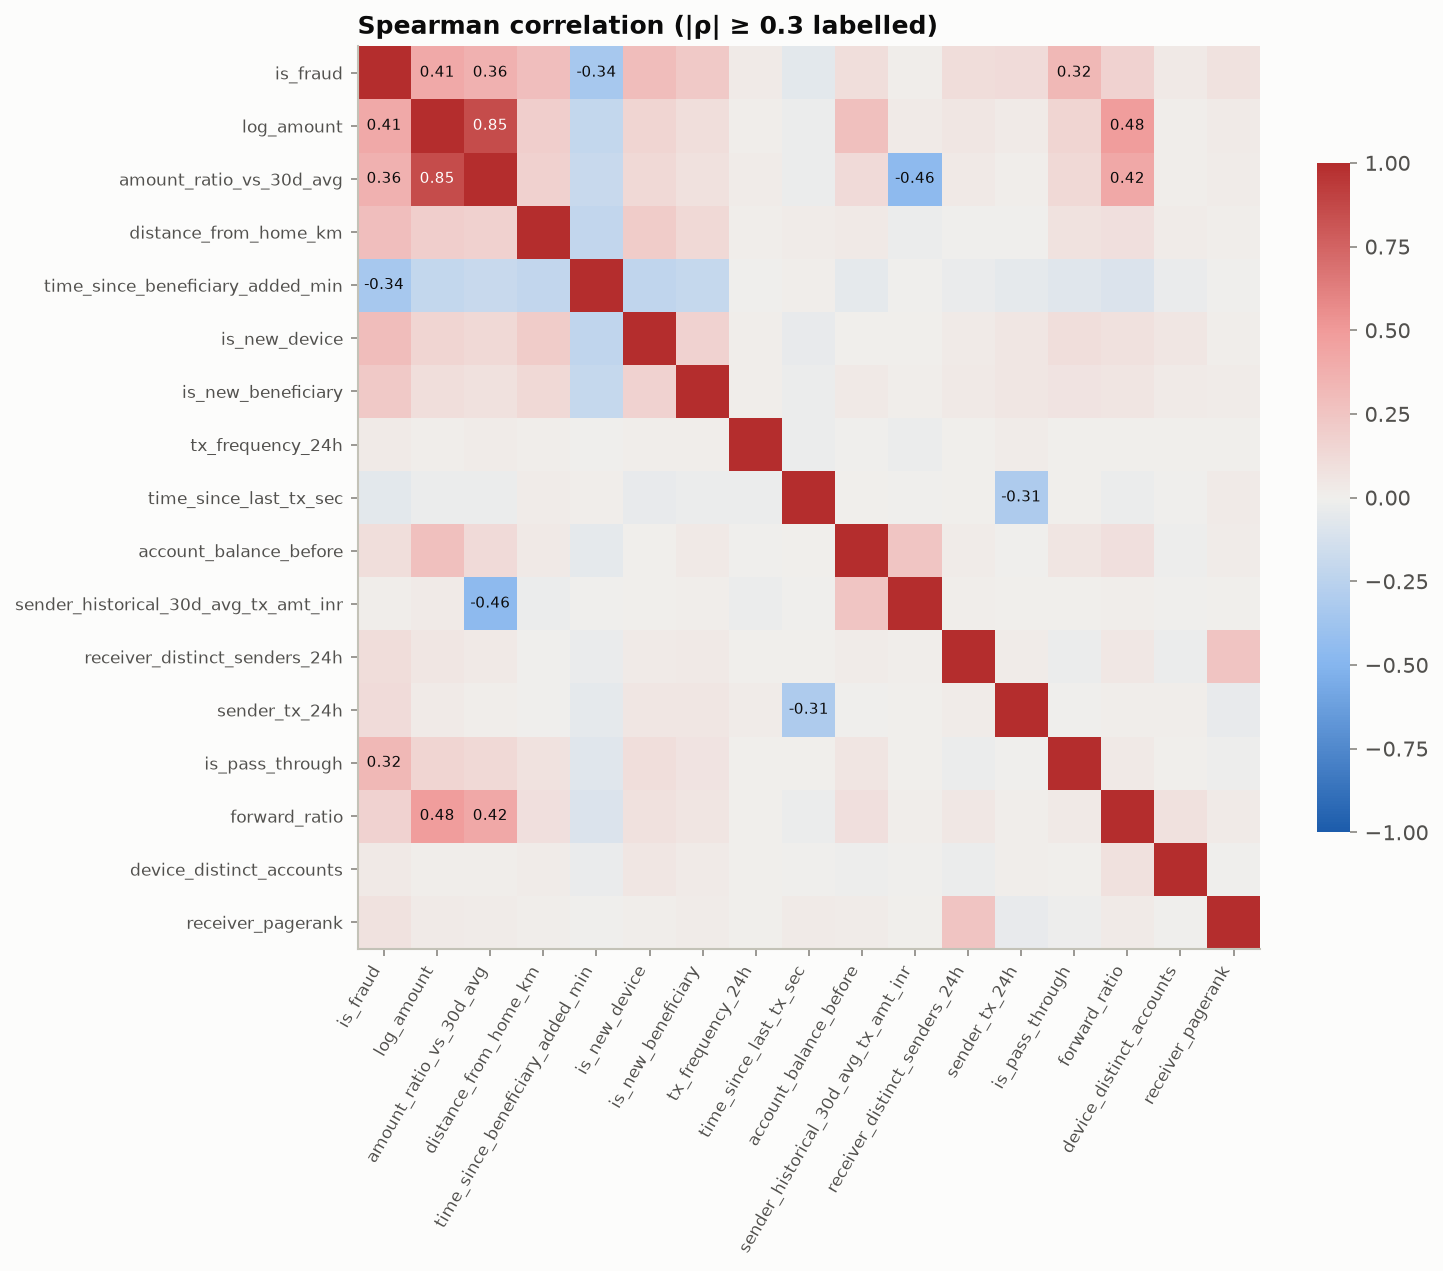 Spearman correlation (|ρ| ≥ 0.3 labelled)
is_fraud 0.41 0.36 -0.34 0.32
log_amount 0.41 0.85 0.48
amount_ratio_vs_30d_avg 0.36 0.85 -0.46 0.42
distance_from_home_km
time_since_beneficiary_added_min -0.34
is_new_device
is_new_beneficiary
tx_frequency_24h
time_since_last_tx_sec -0.31
account_balance_before
sender_historical_30d_avg_tx_amt_inr -0.46
receiver_distinct_senders_24h
sender_tx_24h -0.31
is_pass_through 0.32
forward_ratio 0.48 0.42
device_distinct_accounts
receiver_pagerank
is_fraud
log_amount
amount_ratio_vs_30d_avg
distance_from_home_km
time_since_beneficiary_added_min
is_new_device
is_new_beneficiary
tx_frequency_24h
time_since_last_tx_sec
account_balance_before
sender_historical_30d_avg_tx_amt_inr
receiver_distinct_senders_24h
sender_tx_24h
is_pass_through
forward_ratio
device_distinct_accounts
receiver_pagerank
1.00
0.75
0.50
0.25
0.00
−0.25
−0.50
−0.75
−1.00